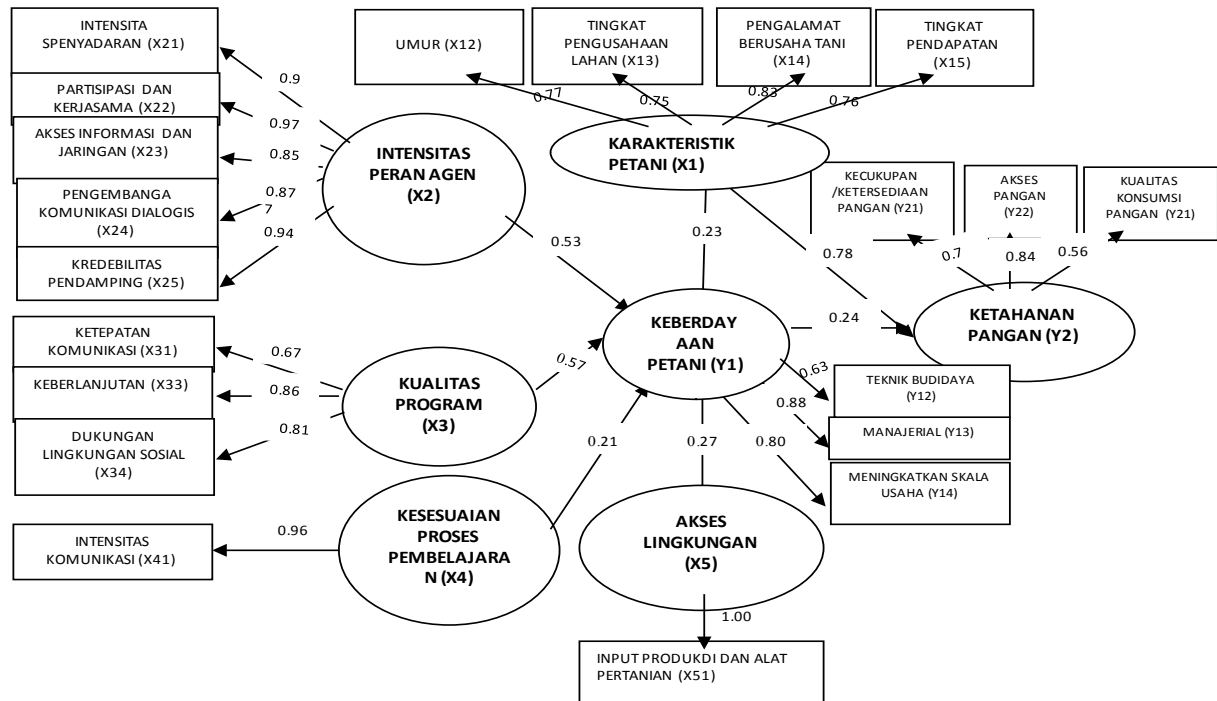 INTENSITA
SPENYADARAN (X21)
PARTISIPASI DAN
KERJASAMA (X22)
AKSES INFORMASI DAN
JARINGAN (X23)
PENGEMBANGA
KOMUNIKASI DIALOGIS
(X24)
KREDEBILITAS
PENDAMPING (X25)
0.9
0.97
0.85
0.87
7
0.94
INTENSITAS
PERAN AGEN
(X2)
UMUR (X12)
TINGKAT
PENGUSAHAAN
LAHAN (X13)
PENGALAMAT
BERUSAHA TANI
(X14)
TINGKAT
PENDAPATAN
(X15)
0.77
0.75
0.83
0.76
KARAKTERISTIK
PETANI (X1)
KECUKUPAN
/KETERSEDIAAN
PANGAN (Y21)
AKSES
PANGAN
(Y22)
KUALITAS
KONSUMSI
PANGAN (Y21)
0.7
0.84
0.56
0.53
0.23
0.78
KETAHANAN
PANGAN (Y2)
0.24
KEBERDAY
AAN
PETANI (Y1)
KETEPATAN
KOMUNIKASI (X31)
KEBERLANJUTAN (X33)
DUKUNGAN
LINGKUNGAN SOSIAL
(X34)
0.67
0.86
0.81
KUALITAS
PROGRAM
(X3)
0.57
0.63
0.88
0.80
TEKNIK BUDIDAYA
(Y12)
MANAJERIAL (Y13)
MENINGKATKAN SKALA
USAHA (Y14)
0.21
0.27
INTENSITAS
KOMUNIKASI (X41)
0.96
KESESUAIAN
PROSES
PEMBELAJARA
N (X4)
AKSES
LINGKUNGAN
(X5)
1.00
INPUT PRODUKDI DAN ALAT
PERTANIAN (X51)